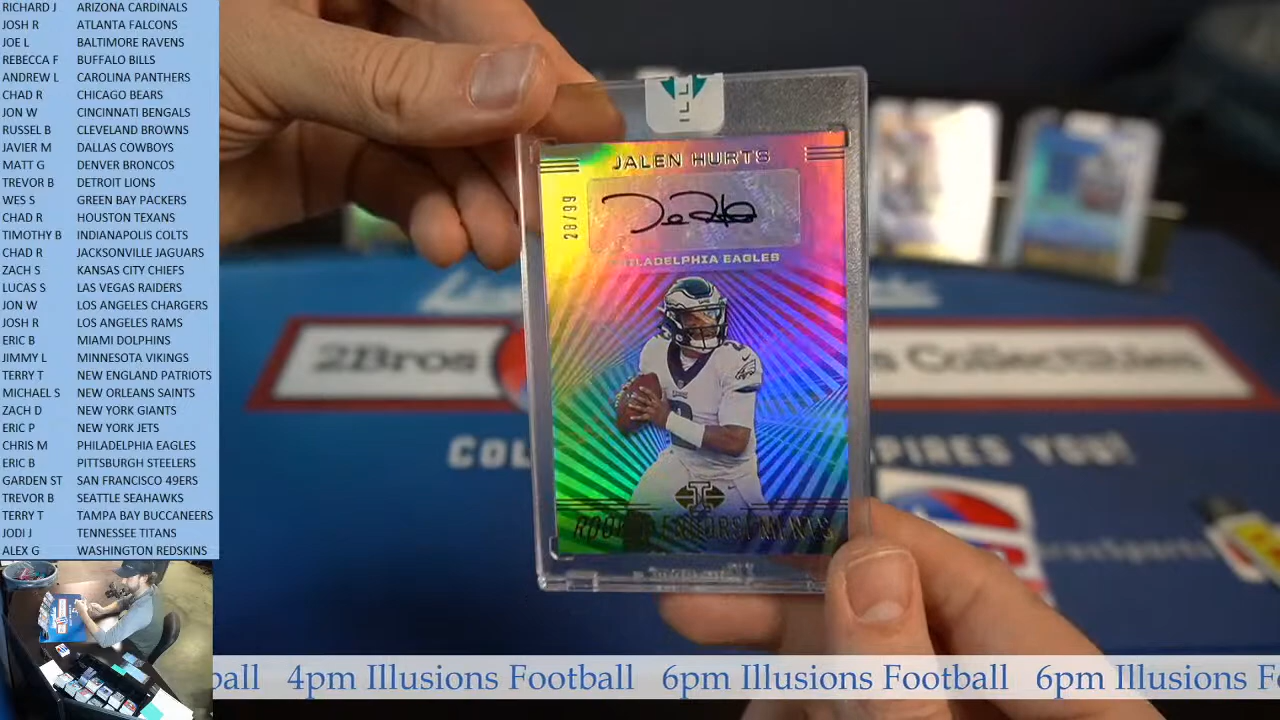 RICHARD J ARIZONA CARDINALS
JOSH R ATLANTA FALCONS
JOE L BALTIMORE RAVENS
REBECCA F BUFFALO BILLS
ANDREW L CAROLINA PANTHERS
CHAD R CHICAGO BEARS
JON W CINCINNATI BENGALS
RUSSEL B CLEVELAND BROWNS
JAVIER M DALLAS COWBOYS
MATT G DENVER BRONCOS
TREVOR B DETROIT LIONS
WES S GREEN BAY PACKERS
CHAD R HOUSTON TEXANS
TIMOTHY B INDIANAPOLIS COLTS
CHAD R JACKSONVILLE JAGUARS
ZACH S KANSAS CITY CHIEFS
LUCAS S LAS VEGAS RAIDERS
JON W LOS ANGELES CHARGERS
JOSH R LOS ANGELES RAMS
ERIC B MIAMI DOLPHINS
JIMMY L MINNESOTA VIKINGS
TERRY T NEW ENGLAND PATRIOTS
MICHAEL S NEW ORLEANS SAINTS
ZACH D NEW YORK GIANTS
ERIC P NEW YORK JETS
CHRIS M PHILADELPHIA EAGLES
ERIC B PITTSBURGH STEELERS
GARDEN ST SAN FRANCISCO 49ERS
TREVOR B SEATTLE SEAHAWKS
TERRY T TAMPA BAY BUCCANEERS
JODI J TENNESSEE TITANS
ALEX G WASHINGTON REDSKINS
JALEN HURTS
28/99
PHILADELPHIA EAGLES
ROOKIE ENDORSEMENTS
2Bros Collectibles
COL PIRES YOU!
ball 4pm Illusions Football 6pm Illusions Football 6pm Illusions Fo